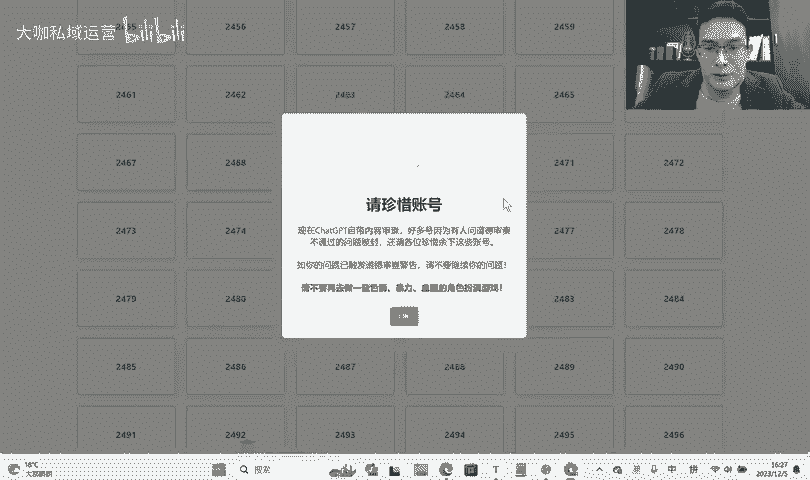 大咖私域运营 bilibili
2455 2456 2457 2458 2459
2461 2462 2463 2464 2465
请珍惜账号
现在ChatGPT自带内容审查，好多号因为有人问道德审查
不通过的问题被封，还请各位珍惜余下这些账号。
如你的问题已触发道德审查警告，请不要继续你的问题！
请不要再去做一些色情、暴力、血腥的角色扮演游戏！
2467 2468 2471 2472
2473 2474 2477 2478
2479 2480 2483 2484
2485 2486 2487 2488 2489 2490
2491 2492 2493 2494 2495 2496
18°C
搜索
中 拼
16:27
2023/12/5